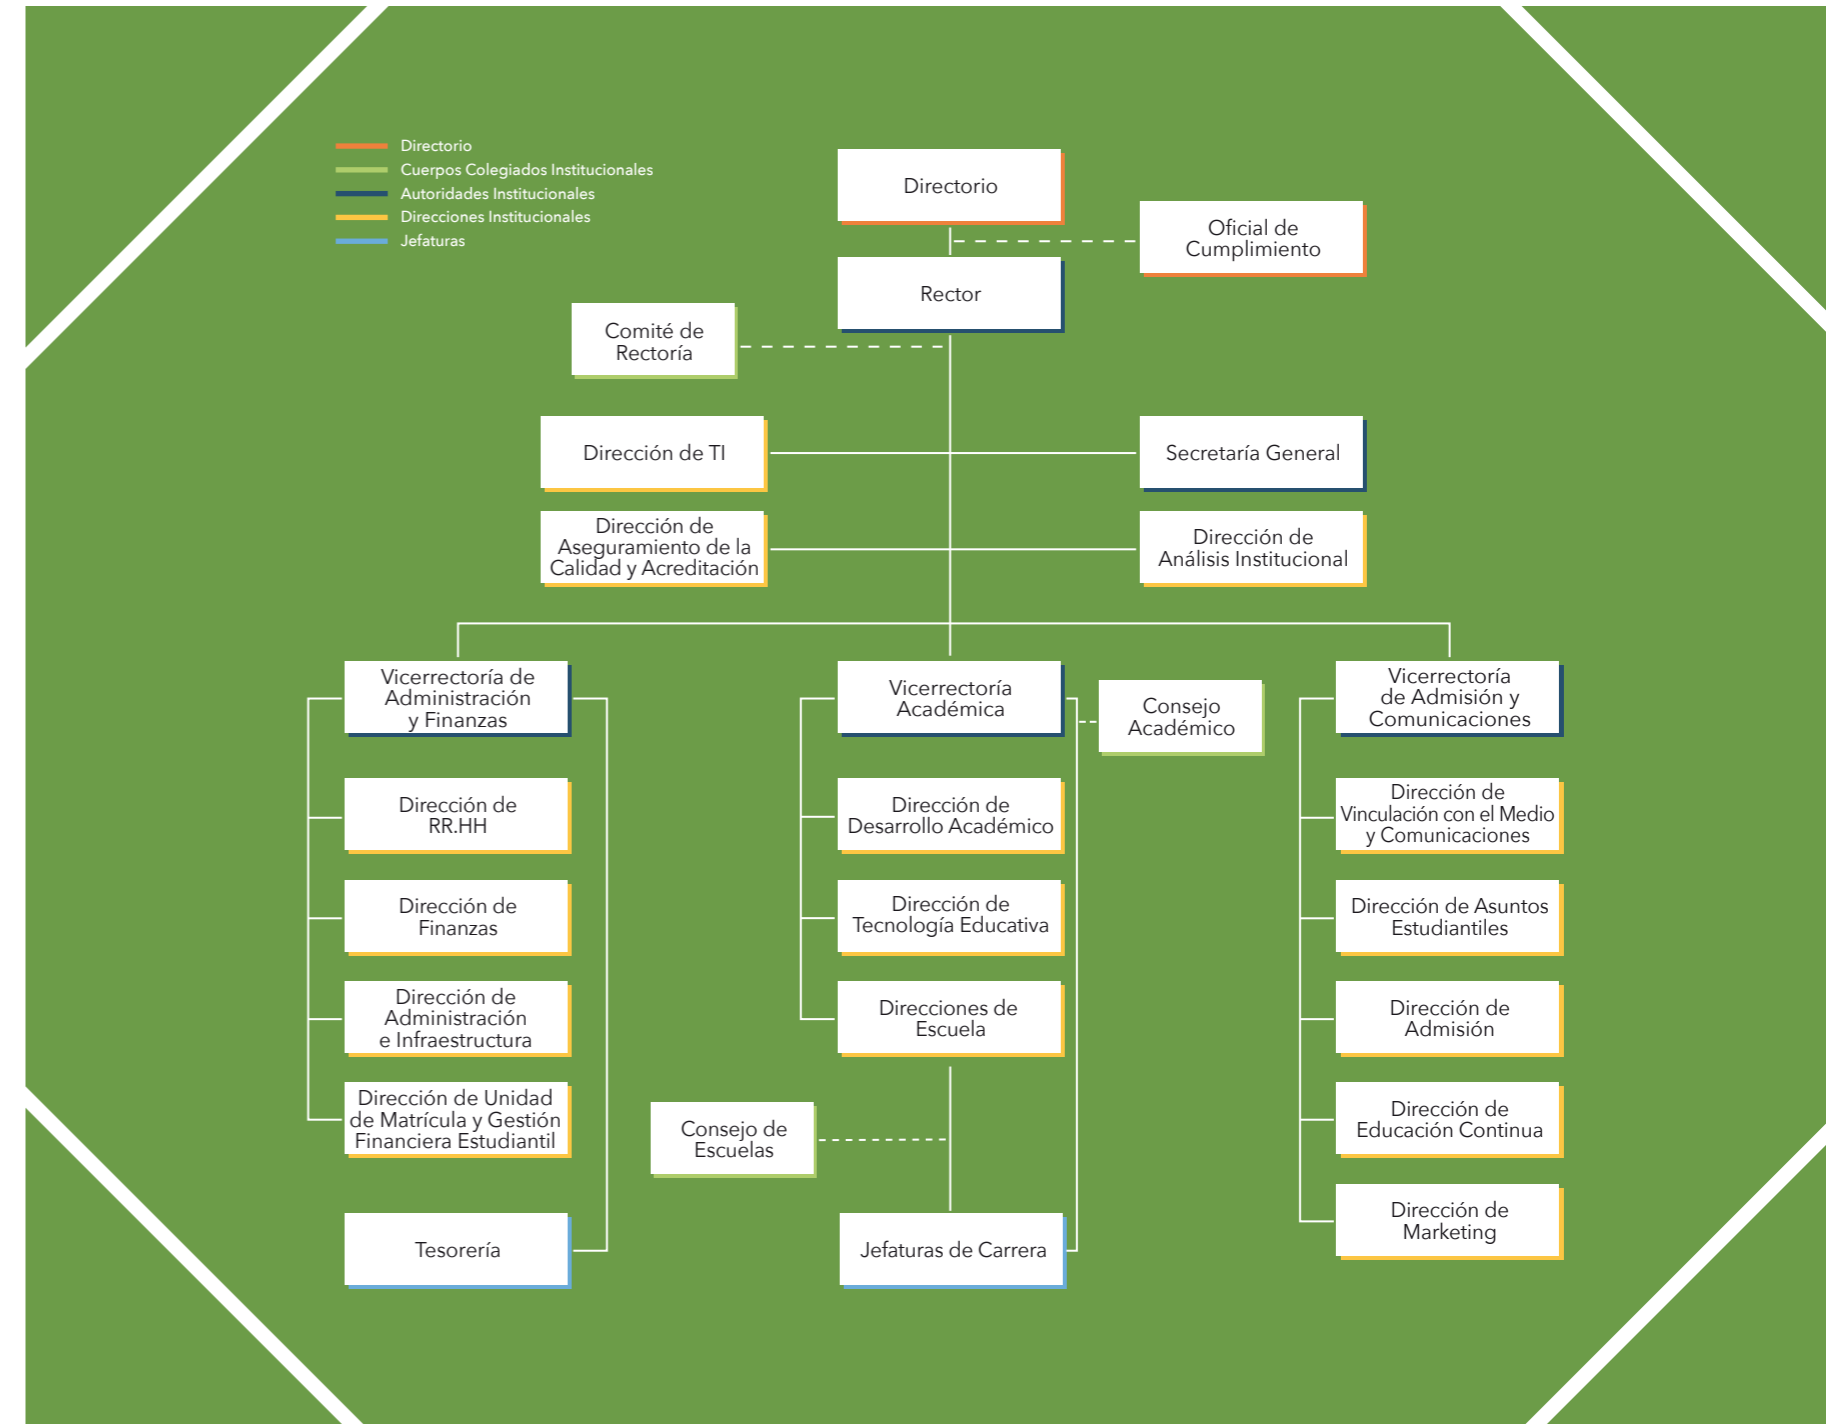 Directorio
Cuerpos Colegiados Institucionales
Autoridades Institucionales
Direcciones Institucionales
Jefaturas
Directorio
Oficial de
Cumplimiento
Rector
Comité de
Rectoría
Dirección de TI
Secretaría General
Dirección de
Aseguramiento de la
Calidad y Acreditación
Dirección de
Análisis Institucional
Vicerrectoría de
Administración
y Finanzas
Vicerrectoría
Académica
Consejo
Académico
Vicerrectoría
de Admisión y
Comunicaciones
Dirección de
RR.HH
Dirección de
Desarrollo Académico
Dirección de
Vinculación con el Medio
y Comunicaciones
Dirección de
Finanzas
Dirección de
Tecnología Educativa
Dirección de Asuntos
Estudiantiles
Dirección de
Administración
e Infraestructura
Direcciones de
Escuela
Dirección de
Admisión
Dirección de Unidad
de Matrícula y Gestión
Financiera Estudiantil
Consejo de
Escuelas
Dirección de
Educación Continua
Tesorería
Jefaturas de Carrera
Dirección de
Marketing